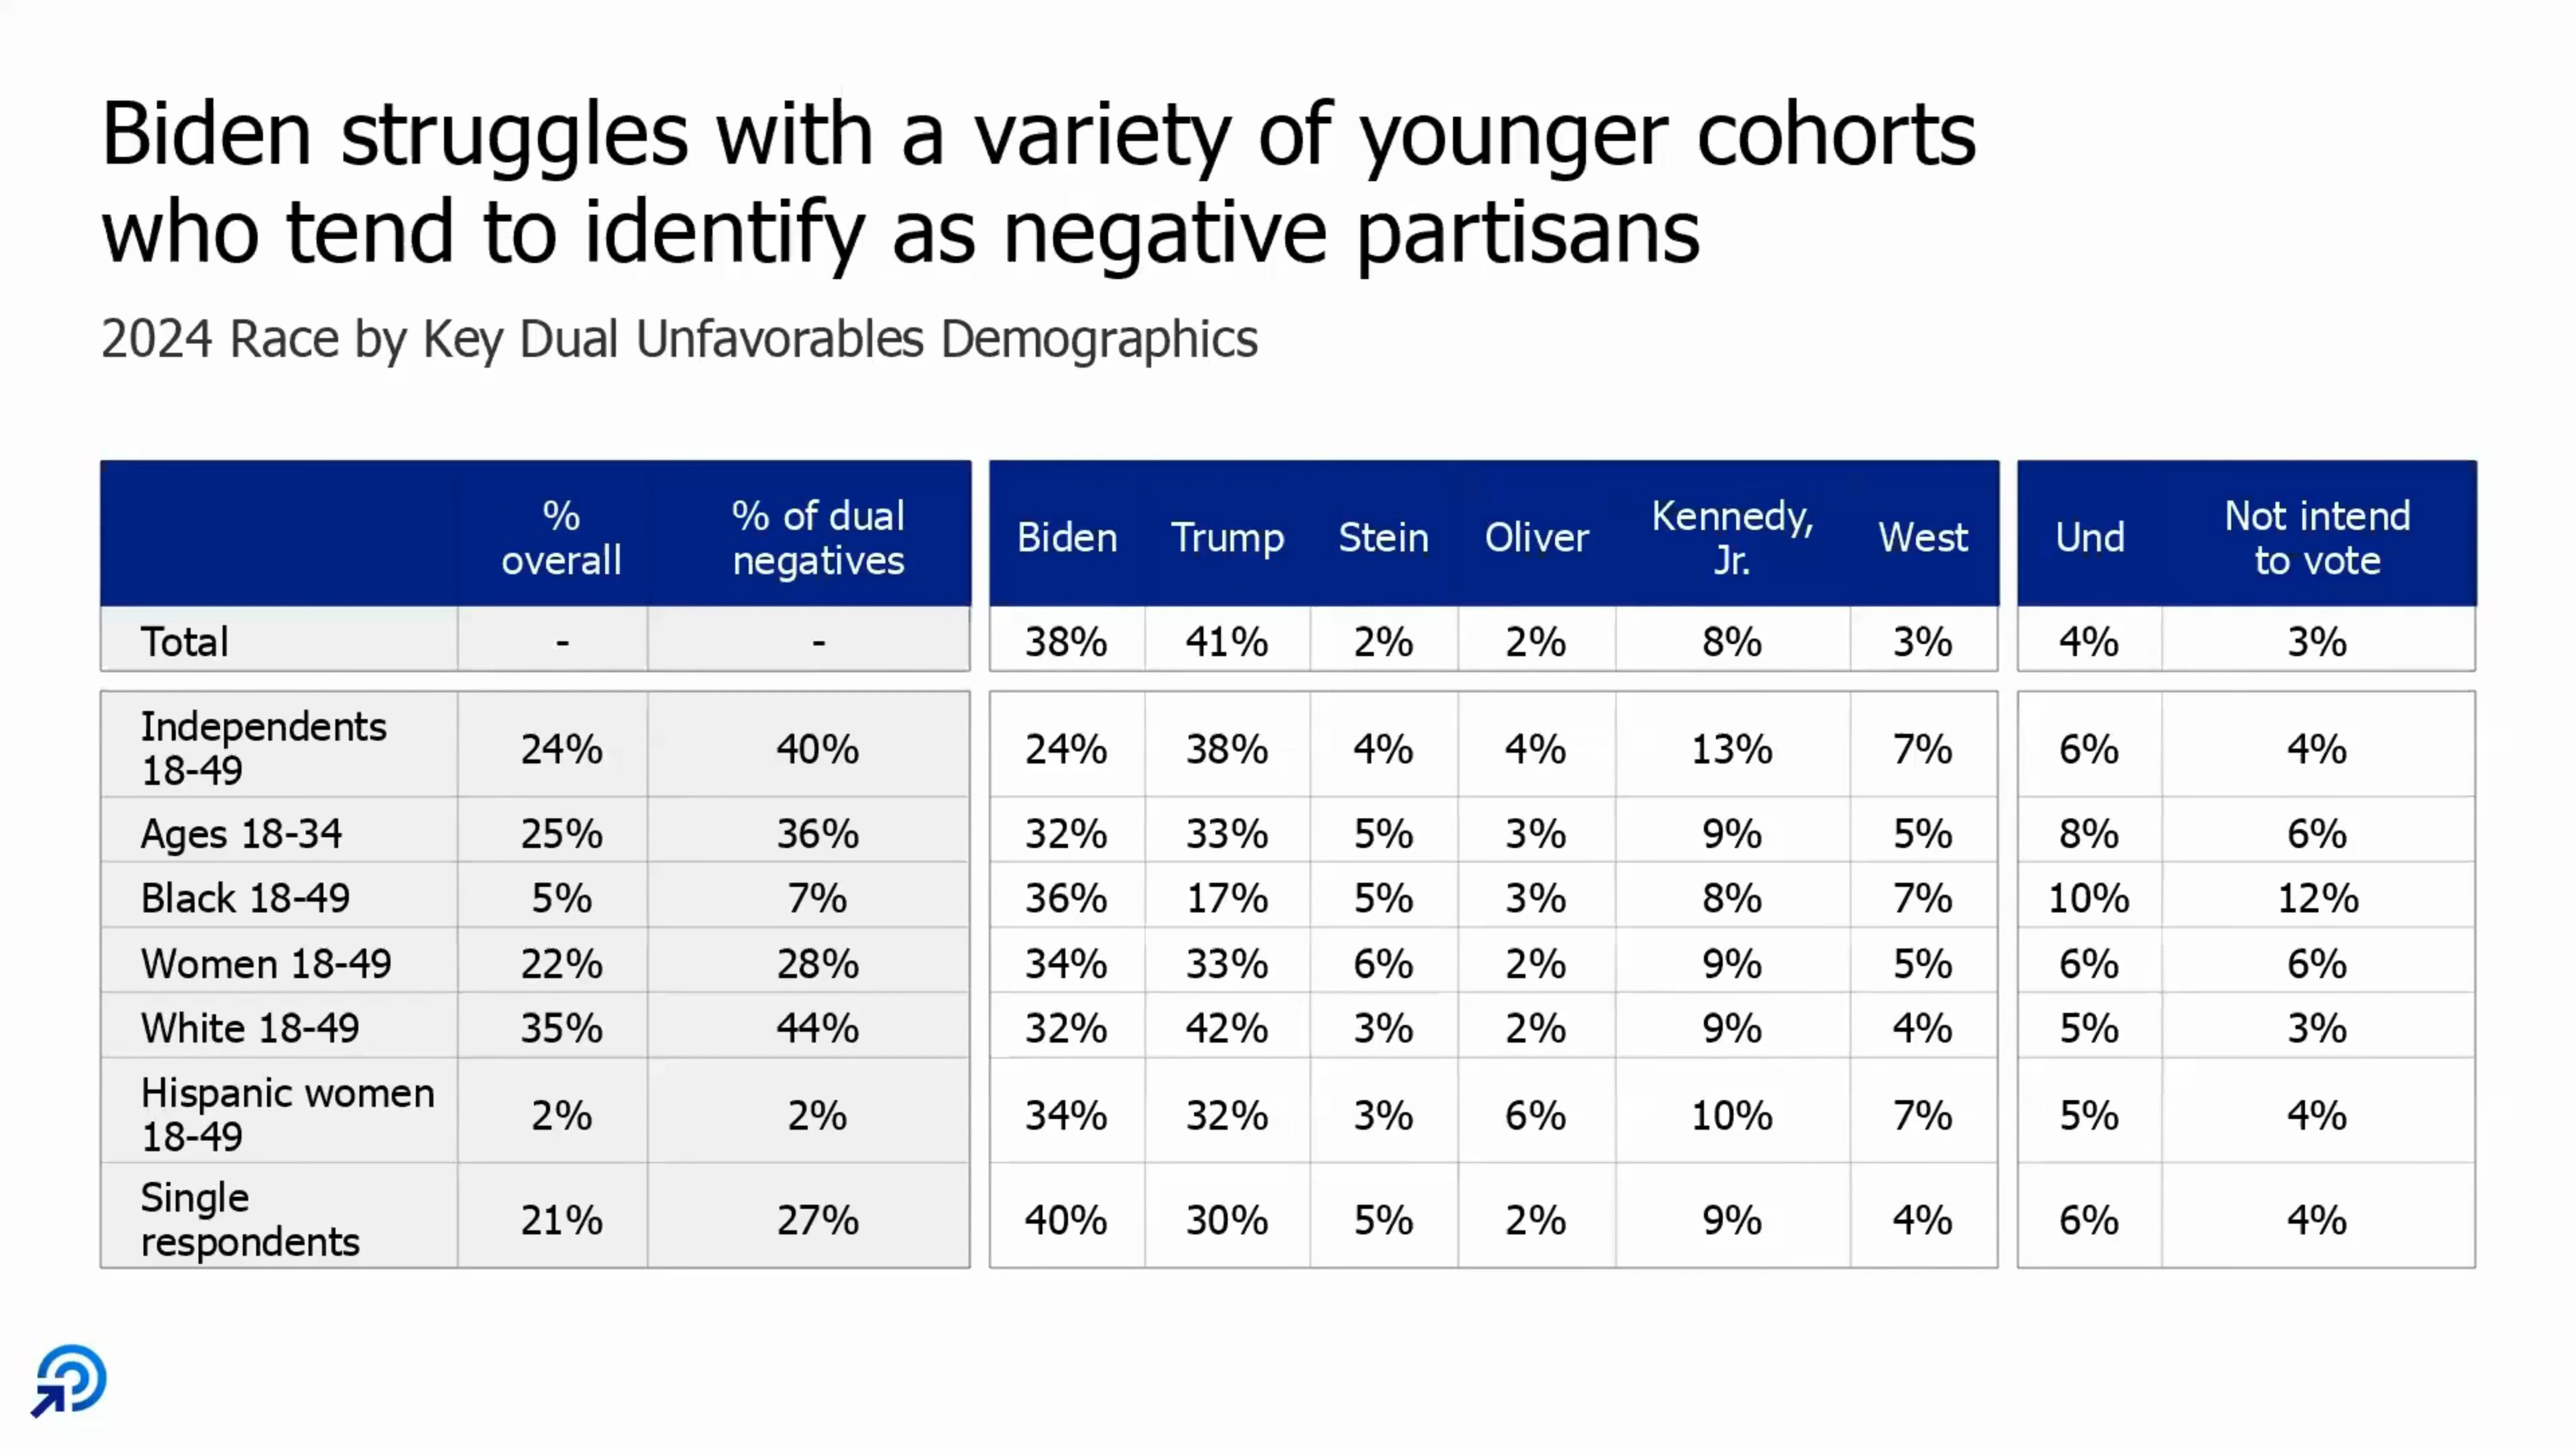 Biden struggles with a variety of younger cohorts
who tend to identify as negative partisans
2024 Race by Key Dual Unfavorables Demographics
% overall % of dual negatives Biden Trump Stein Oliver Kennedy, Jr. West Und Not intend to vote
Total - - 38% 41% 2% 2% 8% 3% 4% 3%
Independents 18-49 24% 40% 24% 38% 4% 4% 13% 7% 6% 4%
Ages 18-34 25% 36% 32% 33% 5% 3% 9% 5% 8% 6%
Black 18-49 5% 7% 36% 17% 5% 3% 8% 7% 10% 12%
Women 18-49 22% 28% 34% 33% 6% 2% 9% 5% 6% 6%
White 18-49 35% 44% 32% 42% 3% 2% 9% 4% 5% 3%
Hispanic women 18-49 2% 2% 34% 32% 3% 6% 10% 7% 5% 4%
Single respondents 21% 27% 40% 30% 5% 2% 9% 4% 6% 4%